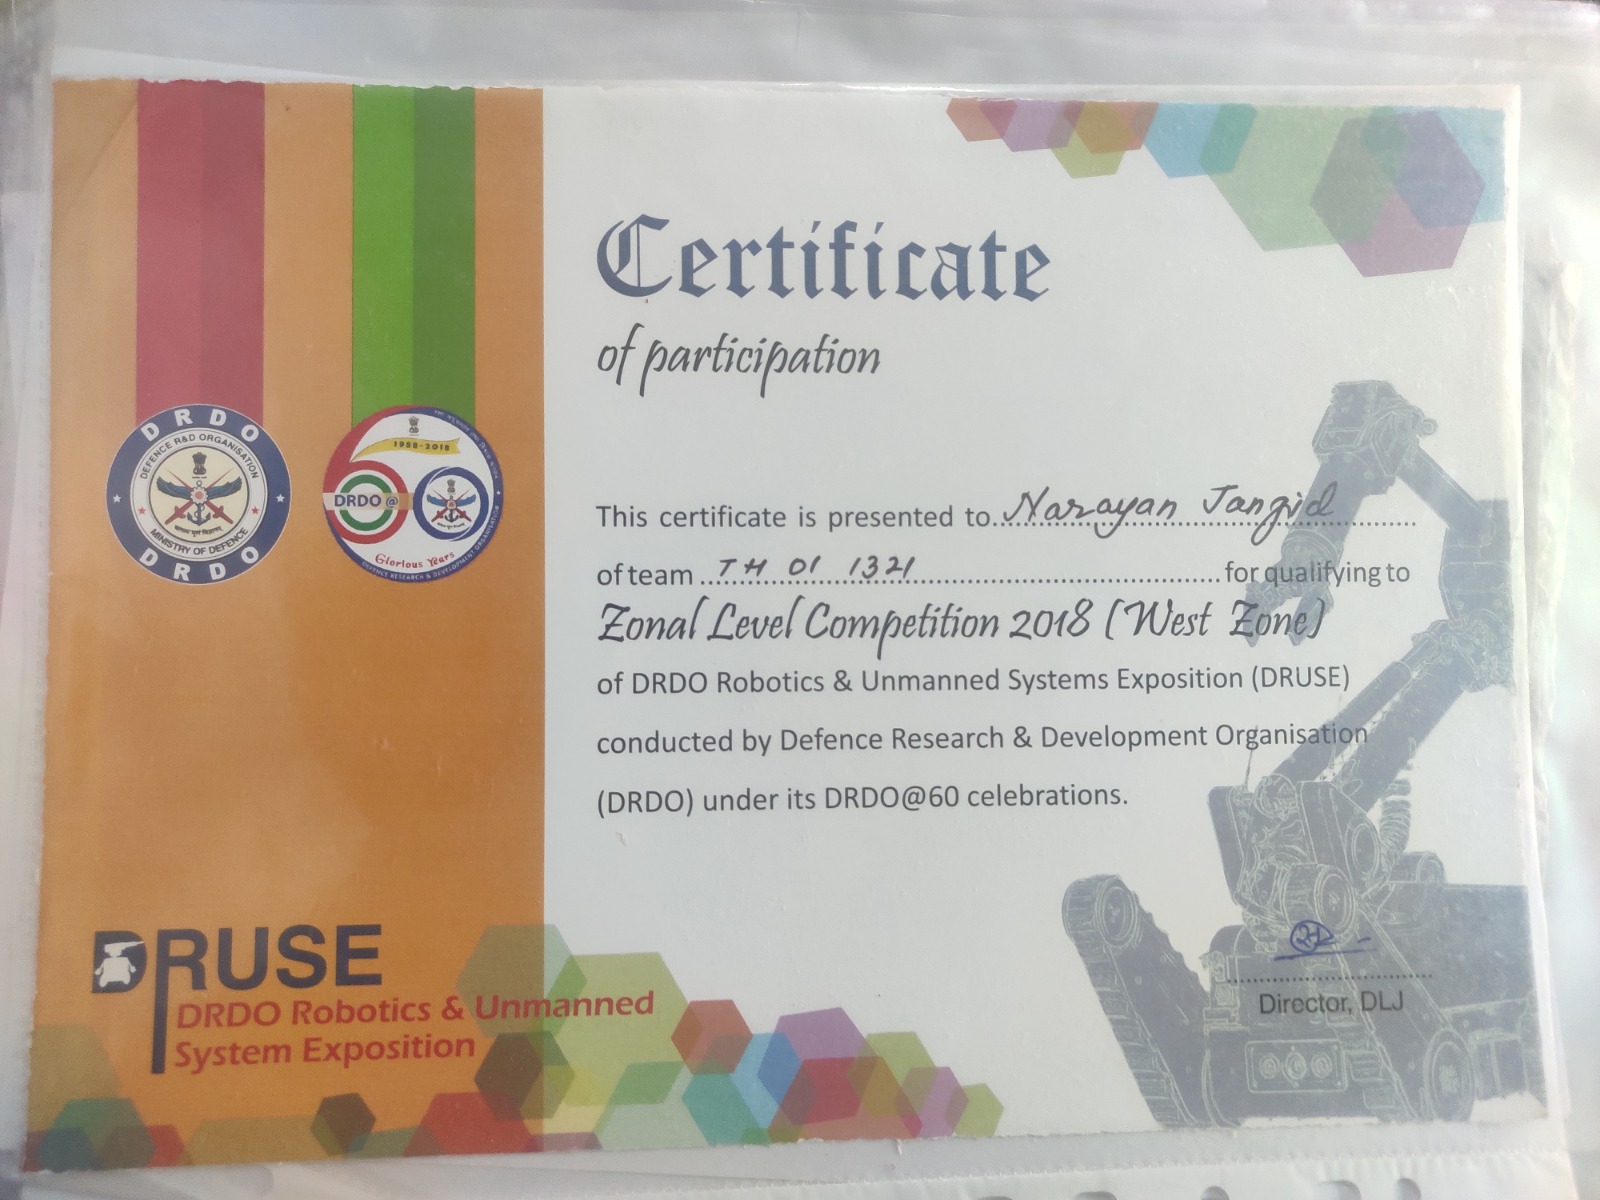 Certificate
of participation
This certificate is presented to Narayan Jangid
of team TH 01 1321 for qualifying to
Zonal Level Competition 2018 (West Zone)
of DRDO Robotics & Unmanned Systems Exposition (DRUSE)
conducted by Defence Research & Development Organisation
(DRDO) under its DRDO@60 celebrations.
DRDO
DEFENCE R&D ORGANISATION
MINISTRY OF DEFENCE
DRDO
1958-2018
60
DRDO @
Glorious Years
DEFENCE RESEARCH & DEVELOPMENT ORGANISATION
DRUSE
DRDO Robotics & Unmanned
System Exposition
Director, DLJ